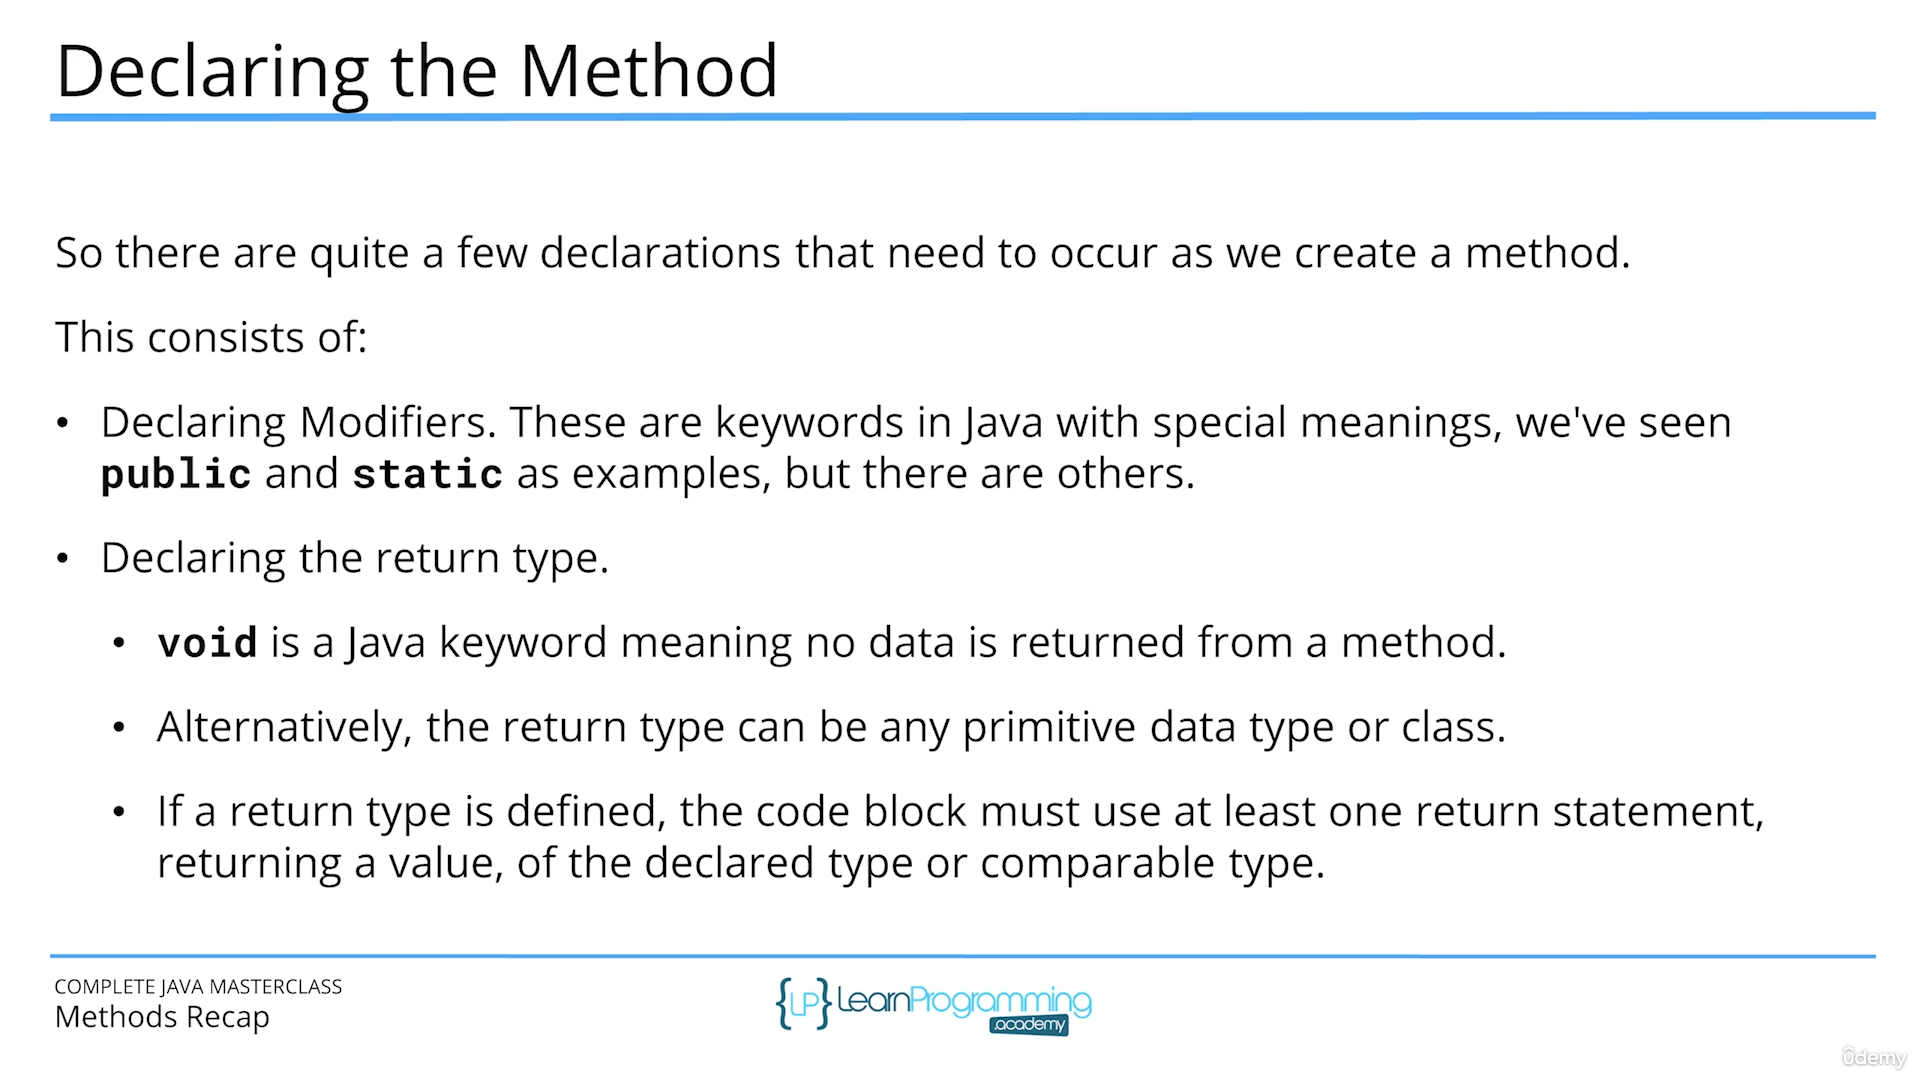 Declaring the Method
So there are quite a few declarations that need to occur as we create a method.
This consists of:
• Declaring Modifiers. These are keywords in Java with special meanings, we've seen
public and static as examples, but there are others.
• Declaring the return type.
• void is a Java keyword meaning no data is returned from a method.
• Alternatively, the return type can be any primitive data type or class.
• If a return type is defined, the code block must use at least one return statement,
returning a value, of the declared type or comparable type.
COMPLETE JAVA MASTERCLASS
Methods Recap
{LP} LearnProgramming
.academy
ûdemy